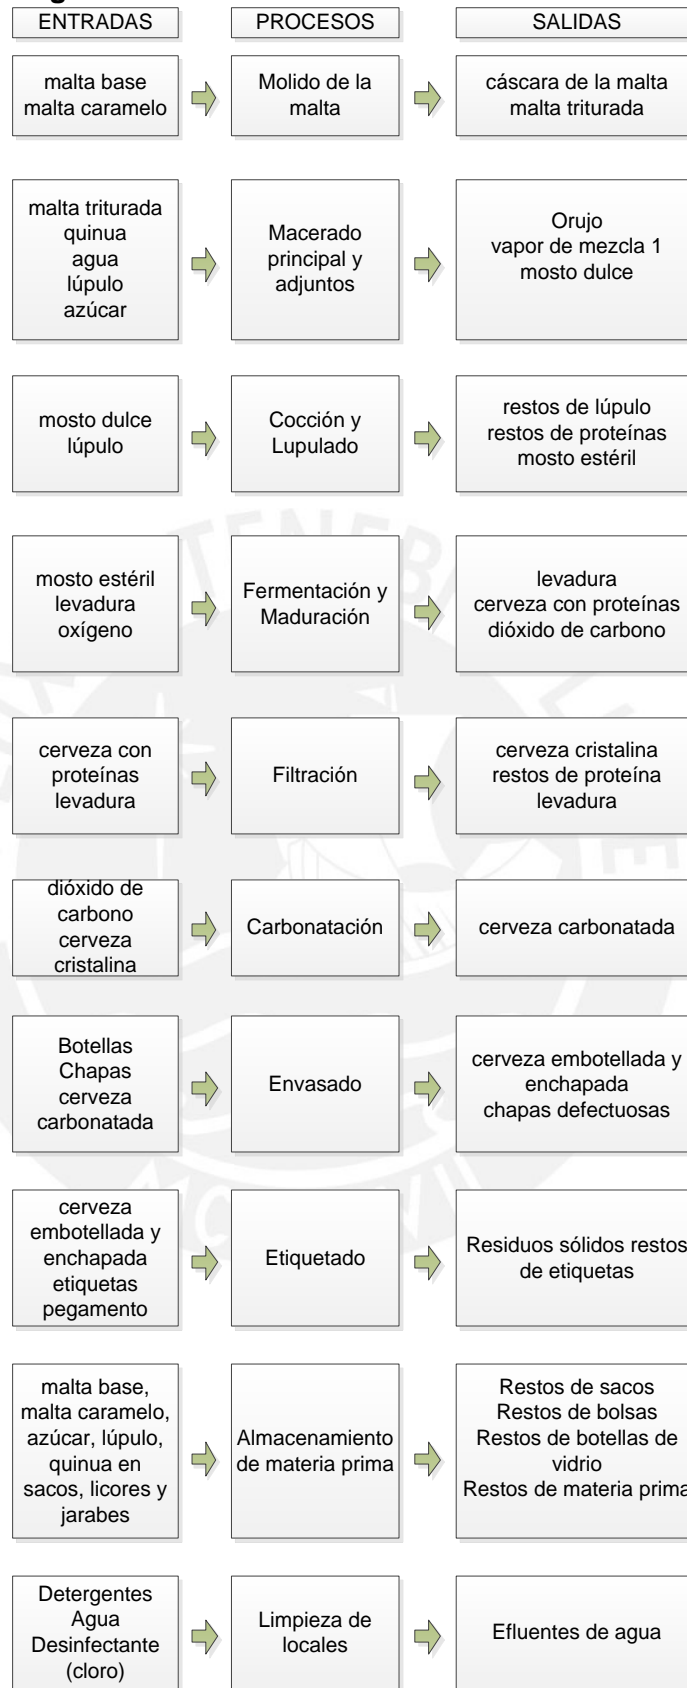 ENTRADAS
PROCESOS
SALIDAS
malta base
malta caramelo
Molido de la
malta
cáscara de la malta
malta triturada
malta triturada
quinua
agua
lúpulo
azúcar
Macerado
principal y
adjuntos
Orujo
vapor de mezcla 1
mosto dulce
mosto dulce
lúpulo
Cocción y
Lupulado
restos de lúpulo
restos de proteínas
mosto estéril
mosto estéril
levadura
oxígeno
Fermentación y
Maduración
levadura
cerveza con proteínas
dióxido de carbono
cerveza con
proteínas
levadura
Filtración
cerveza cristalina
restos de proteína
levadura
dióxido de
carbono
cerveza
cristalina
Carbonatación
cerveza carbonatada
Botellas
Chapas
cerveza
carbonatada
Envasado
cerveza embotellada y
enchapada
chapas defectuosas
cerveza
embotellada y
enchapada
etiquetas
pegamento
Etiquetado
Residuos sólidos restos
de etiquetas
malta base,
malta caramelo,
azúcar, lúpulo,
quinua en
sacos, licores y
jarabes
Almacenamiento
de materia prima
Restos de sacos
Restos de bolsas
Restos de botellas de
vidrio
Restos de materia prima
Detergentes
Agua
Desinfectante
(cloro)
Limpieza de
locales
Efluentes de agua